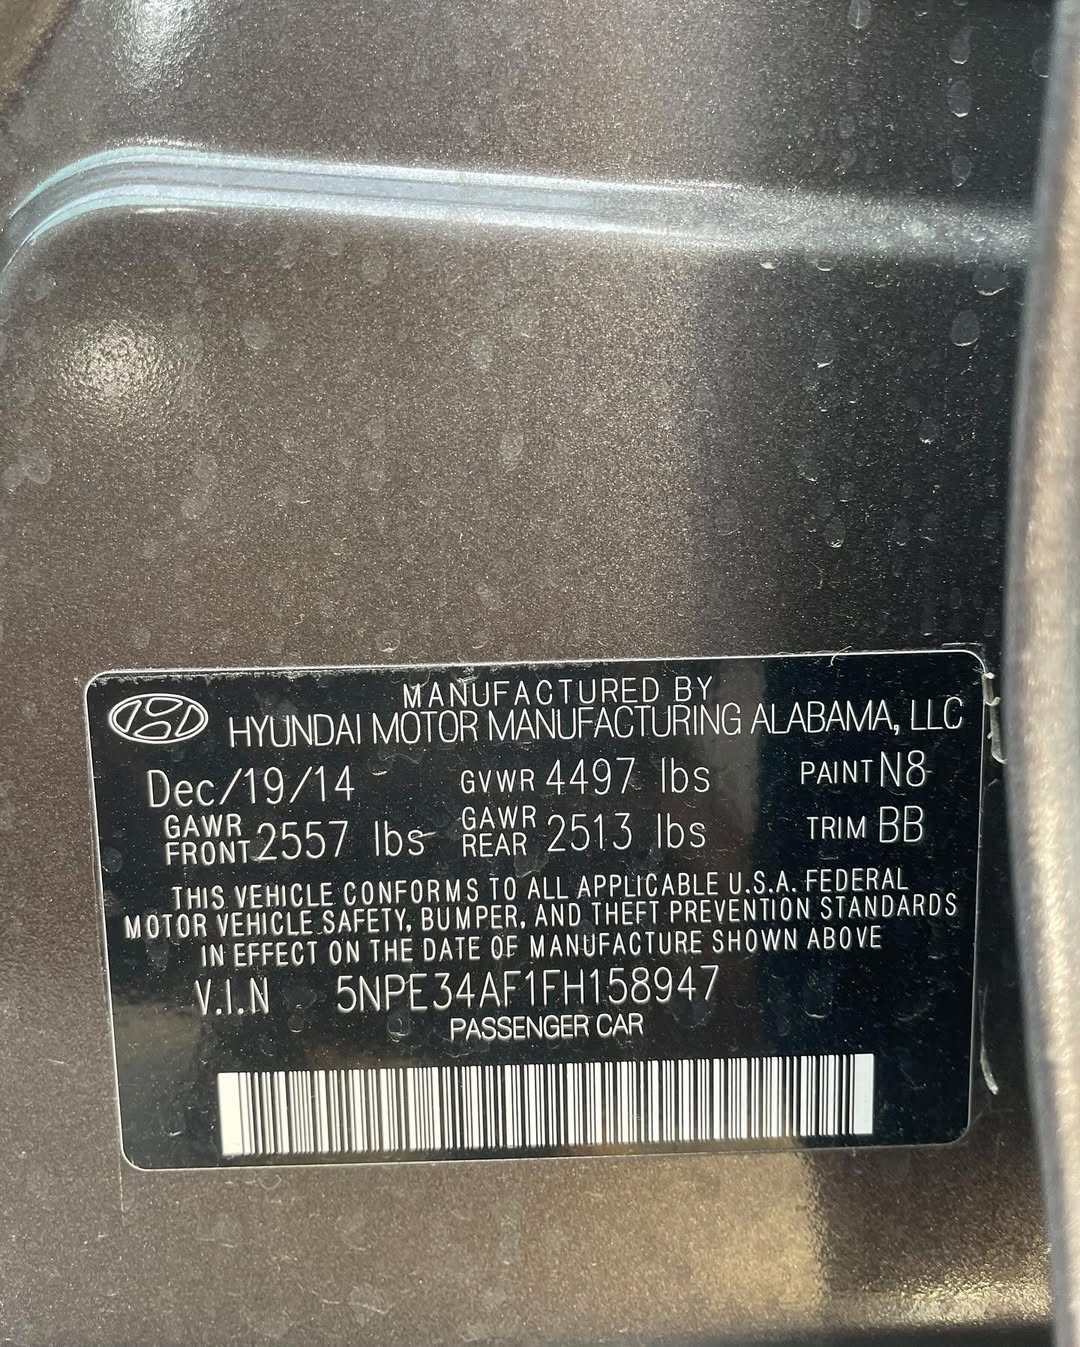 MANUFACTURED BY
HYUNDAI MOTOR MANUFACTURING ALABAMA, LLC
Dec/19/14 GVWR 4497 lbs PAINT N8
GAWR FRONT 2557 lbs GAWR REAR 2513 lbs TRIM BB
THIS VEHICLE CONFORMS TO ALL APPLICABLE U.S.A. FEDERAL
MOTOR VEHICLE SAFETY, BUMPER, AND THEFT PREVENTION STANDARDS
IN EFFECT ON THE DATE OF MANUFACTURE SHOWN ABOVE
V.I.N 5NPE34AF1FH158947
PASSENGER CAR